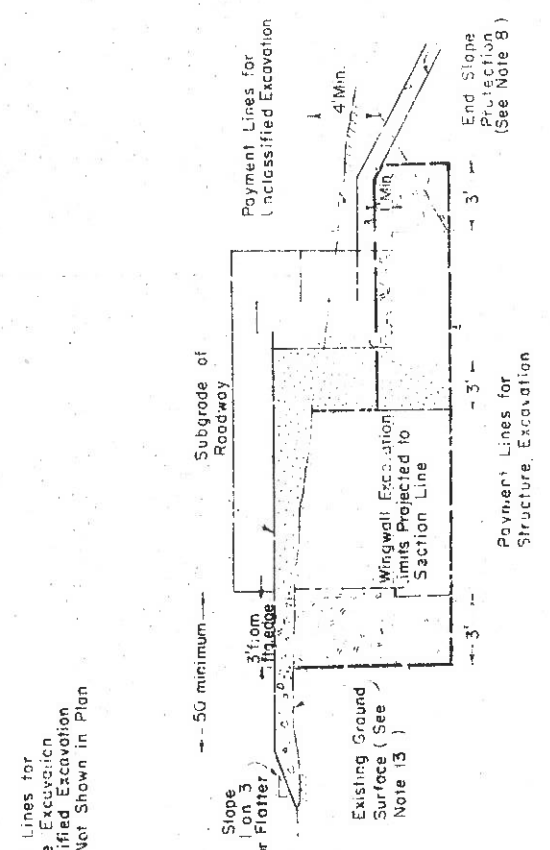 Lines for
Excavation
ified Excavation
Not Shown in Plan
50 minimum
Subgrade of
Roadway
Payment Lines for
Unclassified Excavation
4'Min.
Slope
1 on 3
or Flatter
3'from
ftg edge
Wingwall Excavation
Limits Projected to
Section Line
1'Min
End Slope
Protection
(See Note 8)
Existing Ground
Surface (See
Note 13 )
3'
3'
3'
Payment Lines for
Structure Excavation